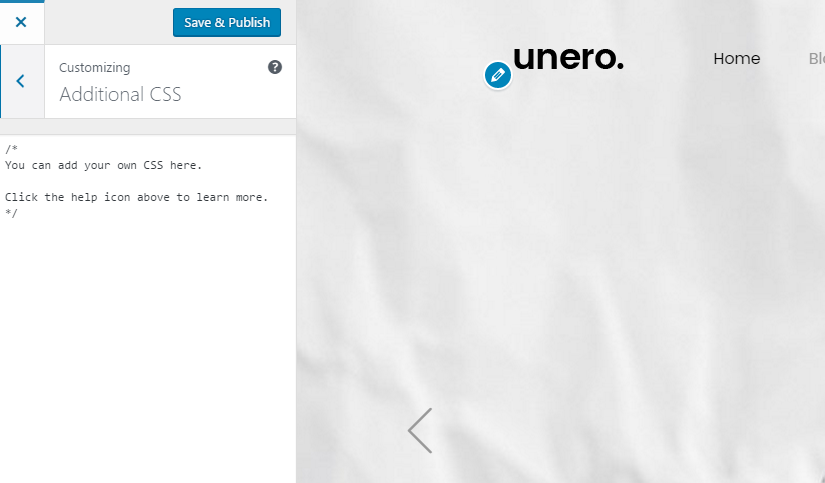 Save & Publish
Customizing
Additional CSS
/*
You can add your own CSS here.
Click the help icon above to learn more.
*/
unero.
Home